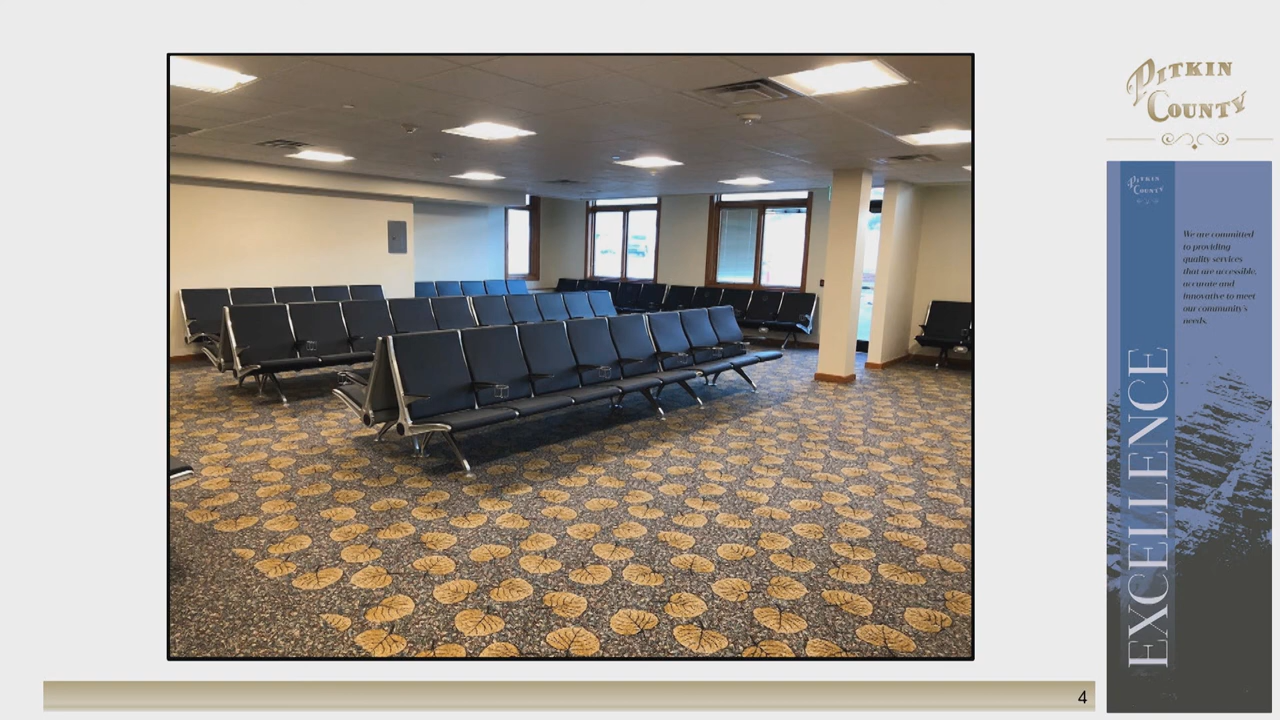 PITKIN
COUNTY
PITKIN
COUNTY
We are committed
to providing
quality services
that are accessible,
accurate and
innovative to meet
our community's
needs.
EXCELLENCE
4